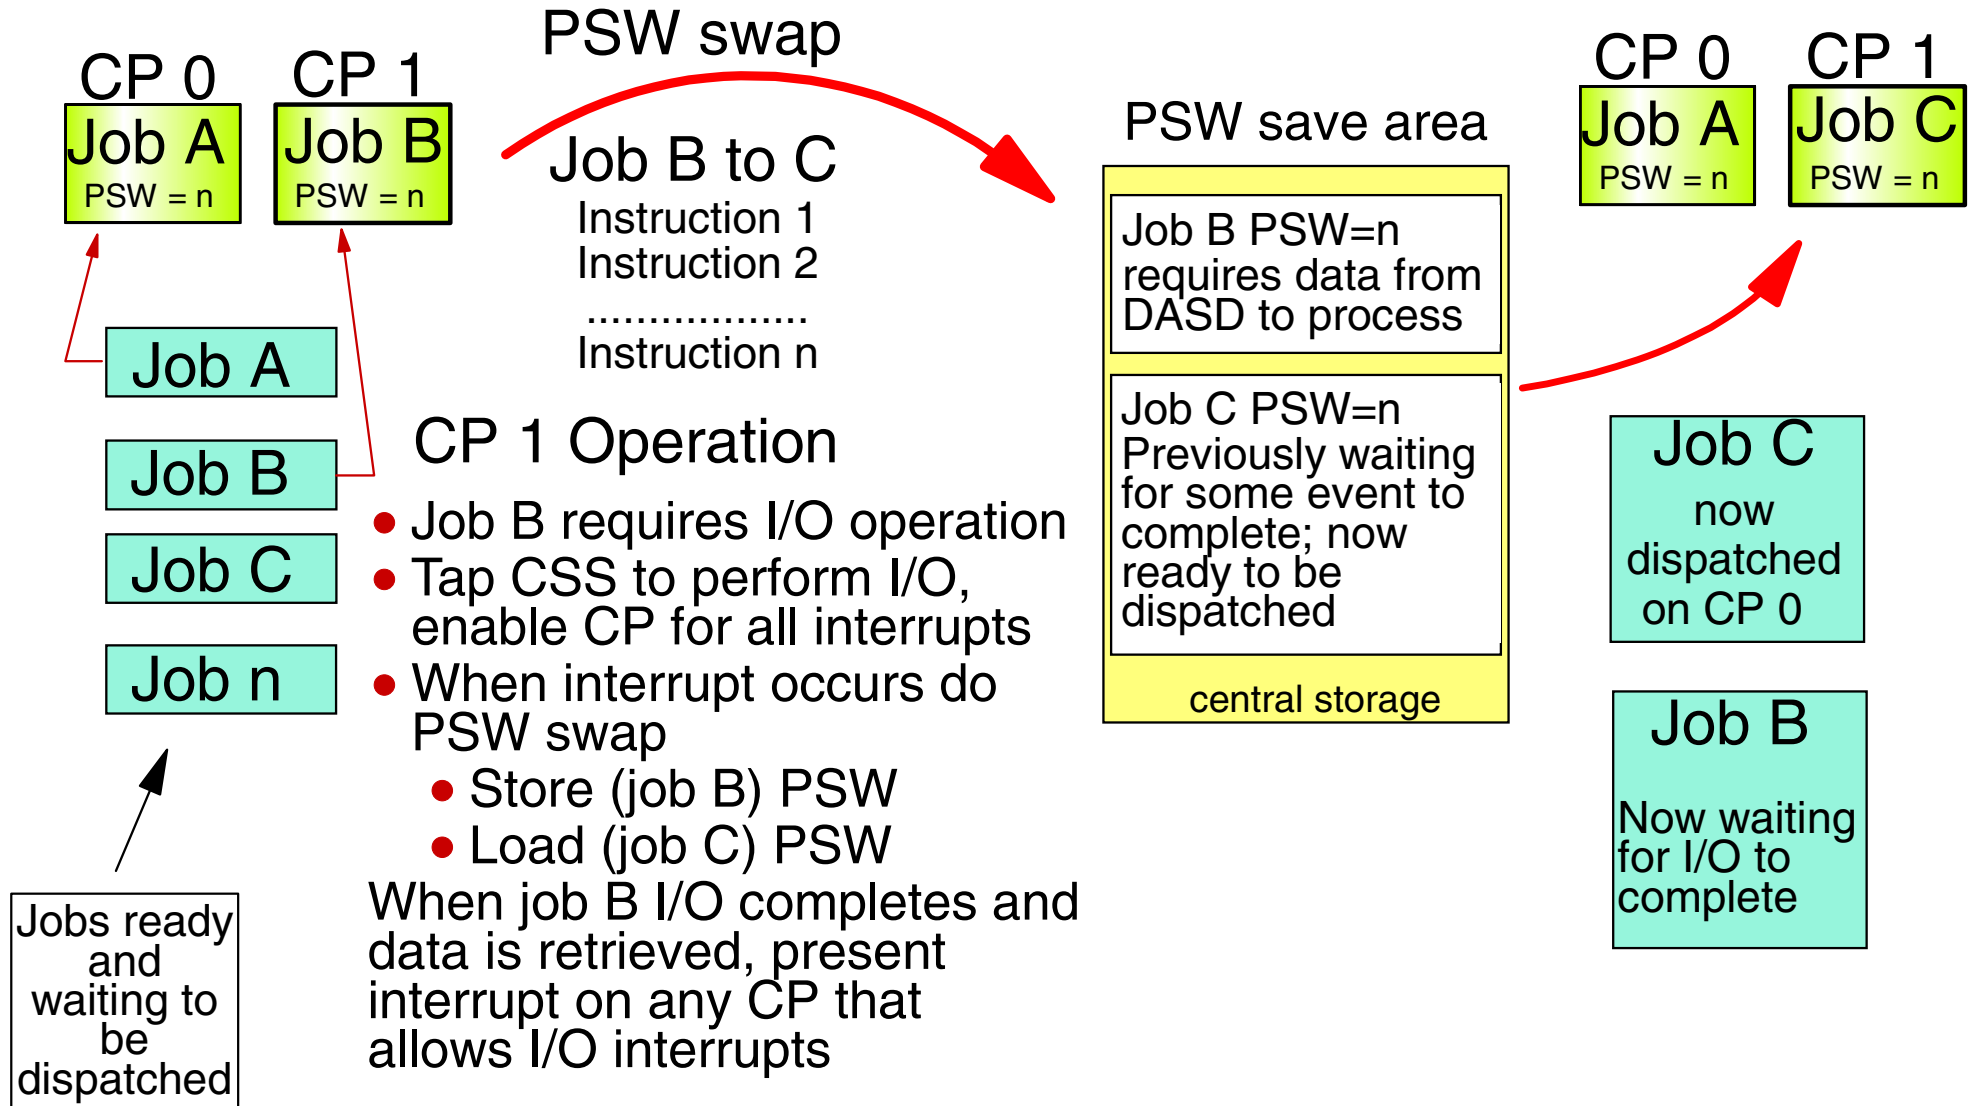 PSW swap
CP 0
CP 1
Job A
PSW = n
Job B
PSW = n
Job B to C
Instruction 1
Instruction 2
..................
Instruction n
Job A
Job B
Job C
Job n
Jobs ready
and
waiting to
be
dispatched
CP 1 Operation
• Job B requires I/O operation
• Tap CSS to perform I/O,
enable CP for all interrupts
• When interrupt occurs do
PSW swap
• Store (job B) PSW
• Load (job C) PSW
When job B I/O completes and
data is retrieved, present
interrupt on any CP that
allows I/O interrupts
PSW save area
Job B PSW=n
requires data from
DASD to process
Job C PSW=n
Previously waiting
for some event to
complete; now
ready to be
dispatched
central storage
CP 0
CP 1
Job A
PSW = n
Job C
PSW = n
Job C
now
dispatched
on CP 0
Job B
Now waiting
for I/O to
complete